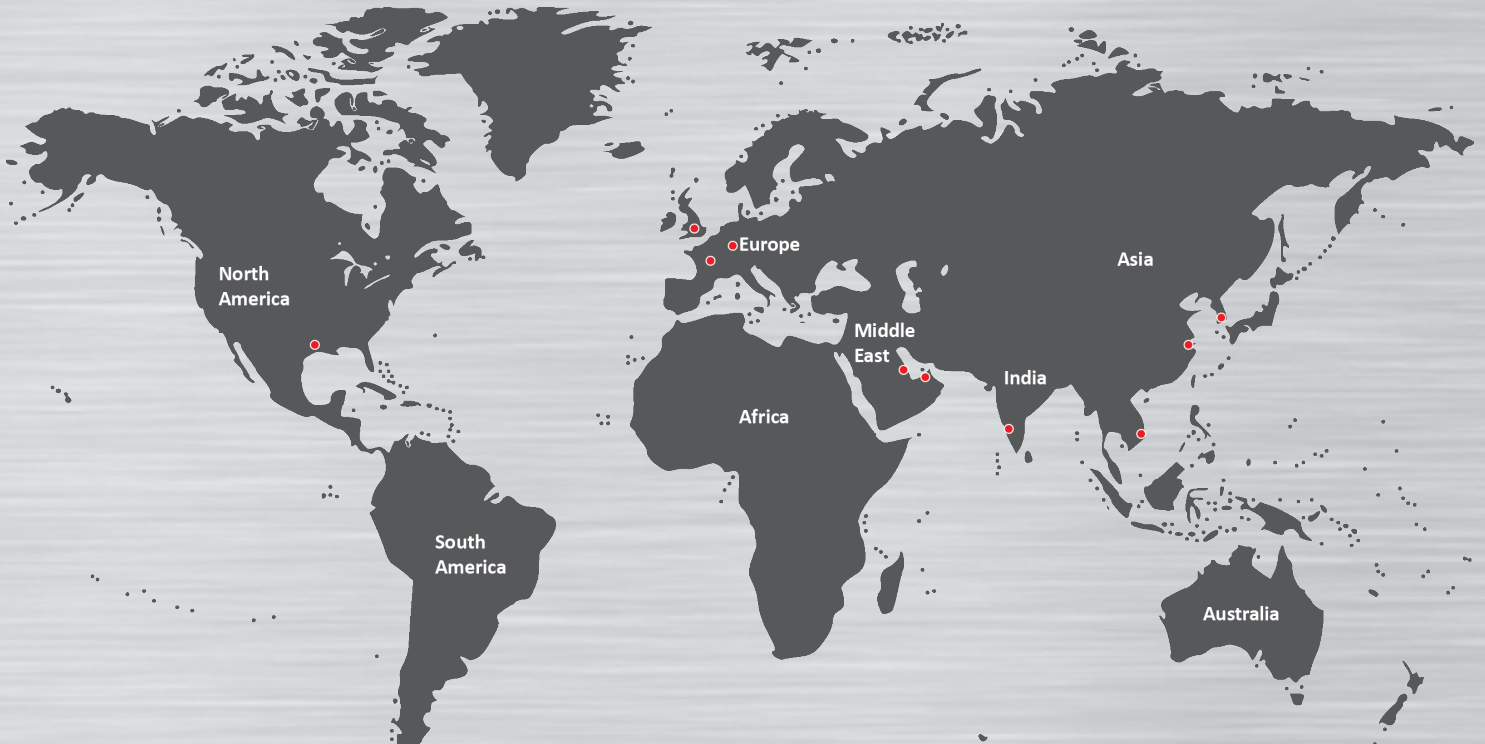 North
America
Europe
Asia
Middle
East
India
Africa
South
America
Australia